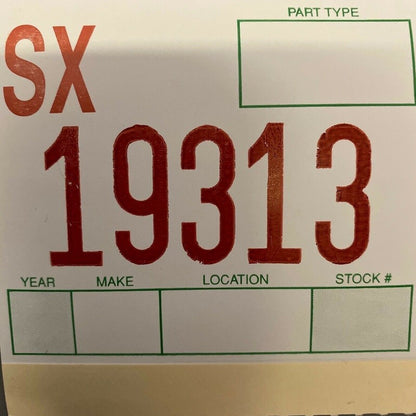 PART TYPE
SX
19313
YEAR MAKE LOCATION STOCK #